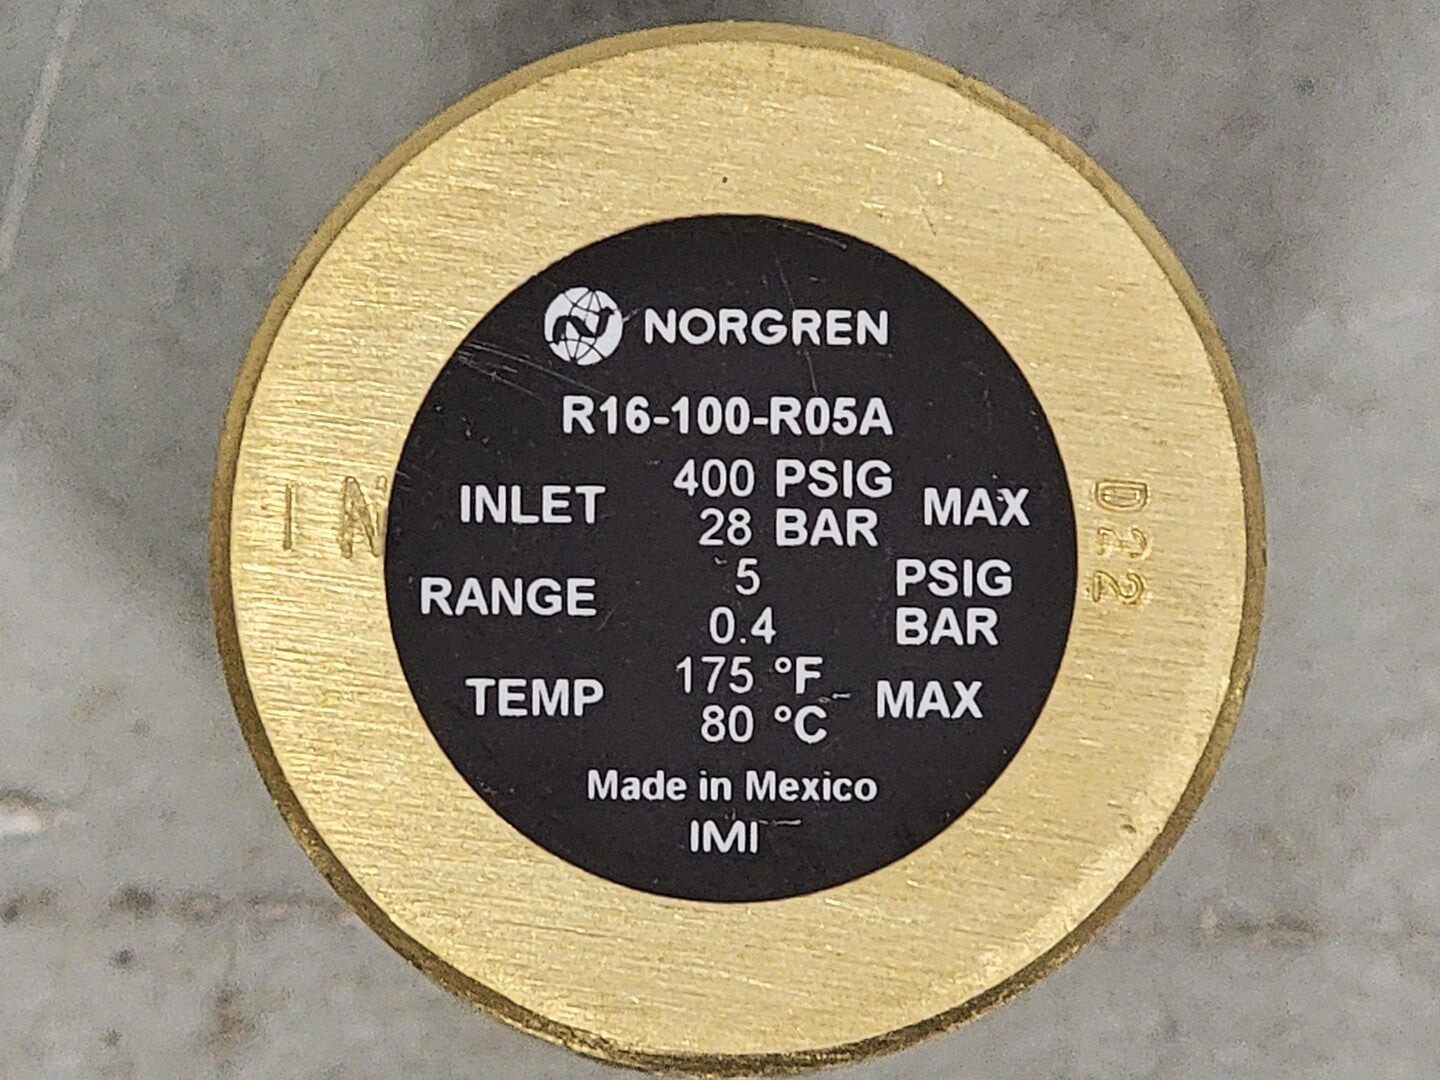 NORGREN
R16-100-R05A
INLET 400 PSIG MAX
28 BAR
RANGE 5 PSIG
0.4 BAR
TEMP 175 °F MAX
80 °C
Made in Mexico
IMI
IN
D22